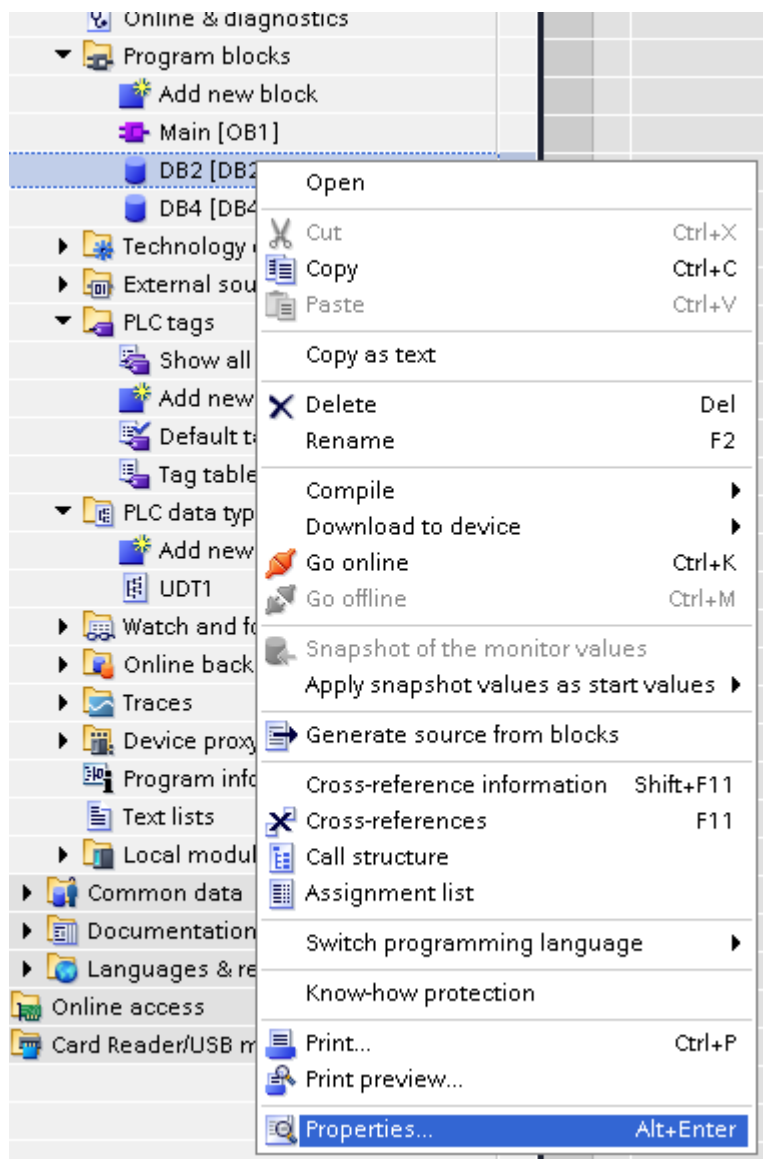 Online & diagnostics
Program blocks
Add new block
Main [OB1]
DB2 [DB2
DB4 [DB4
Technology
External sou
PLC tags
Show all
Add new
Default t
Tag table
PLC data typ
Add new
UDT1
Watch and fo
Online back
Traces
Device proxy
Program info
Text lists
Local modul
Common data
Documentation
Languages & re
Online access
Card Reader/USB m
Open
Cut Ctrl+X
Copy Ctrl+C
Paste Ctrl+V
Copy as text
Delete Del
Rename F2
Compile
Download to device
Go online Ctrl+K
Go offline Ctrl+M
Snapshot of the monitor values
Apply snapshot values as start values
Generate source from blocks
Cross-reference information Shift+F11
Cross-references F11
Call structure
Assignment list
Switch programming language
Know-how protection
Print... Ctrl+P
Print preview...
Properties... Alt+Enter